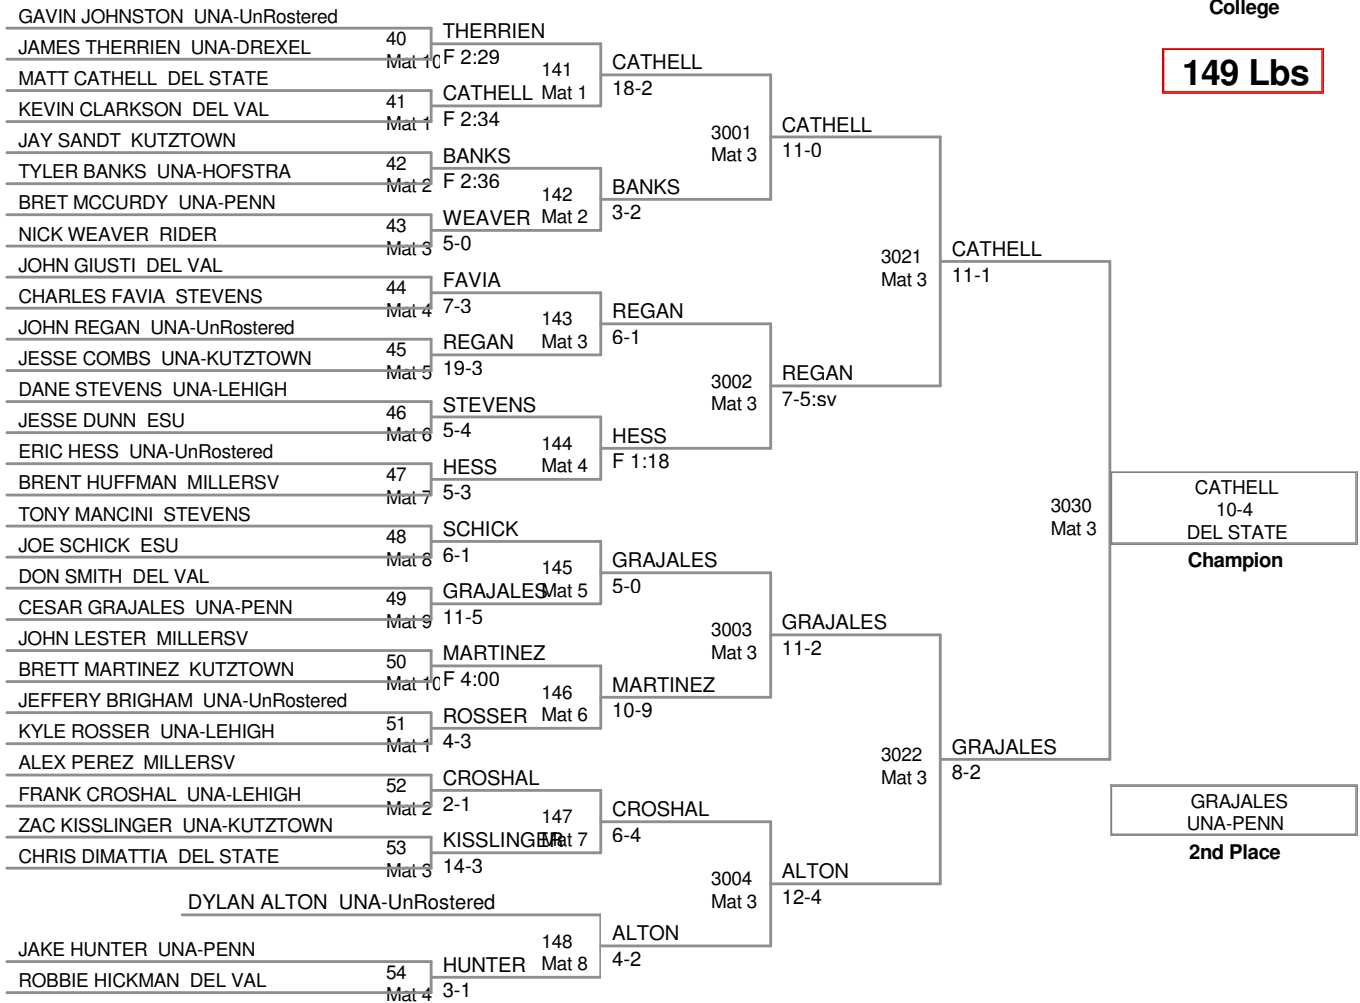 College
149 Lbs
GAVIN JOHNSTON UNA-UnRostered
JAMES THERRIEN UNA-DREXEL
MATT CATHELL DEL STATE
KEVIN CLARKSON DEL VAL
JAY SANDT KUTZTOWN
TYLER BANKS UNA-HOFSTRA
BRET MCCURDY UNA-PENN
NICK WEAVER RIDER
JOHN GIUSTI DEL VAL
CHARLES FAVIA STEVENS
JOHN REGAN UNA-UnRostered
JESSE COMBS UNA-KUTZTOWN
DANE STEVENS UNA-LEHIGH
JESSE DUNN ESU
ERIC HESS UNA-UnRostered
BRENT HUFFMAN MILLERSV
TONY MANCINI STEVENS
JOE SCHICK ESU
DON SMITH DEL VAL
CESAR GRAJALES UNA-PENN
JOHN LESTER MILLERSV
BRETT MARTINEZ KUTZTOWN
JEFFERY BRIGHAM UNA-UnRostered
KYLE ROSSER UNA-LEHIGH
ALEX PEREZ MILLERSV
FRANK CROSHAL UNA-LEHIGH
ZAC KISSLINGER UNA-KUTZTOWN
CHRIS DIMATTIA DEL STATE
DYLAN ALTON UNA-UnRostered
JAKE HUNTER UNA-PENN
ROBBIE HICKMAN DEL VAL
40
Mat 10
41
Mat 1
42
Mat 2
43
Mat 3
44
Mat 4
45
Mat 5
46
Mat 6
47
Mat 7
48
Mat 8
49
Mat 9
50
Mat 10
51
Mat 1
52
Mat 2
53
Mat 3
54
Mat 4
THERRIEN
F 2:29
CATHELL
F 2:34
BANKS
F 2:36
WEAVER
5-0
FAVIA
7-3
REGAN
19-3
STEVENS
5-4
HESS
5-3
SCHICK
6-1
GRAJALES
11-5
MARTINEZ
F 4:00
ROSSER
4-3
CROSHAL
2-1
KISSLINGER
14-3
HUNTER
3-1
141
Mat 1
142
Mat 2
143
Mat 3
144
Mat 4
145
Mat 5
146
Mat 6
147
Mat 7
148
Mat 8
CATHELL
18-2
BANKS
3-2
REGAN
6-1
HESS
F 1:18
GRAJALES
5-0
MARTINEZ
10-9
CROSHAL
6-4
ALTON
4-2
3001
Mat 3
3002
Mat 3
3003
Mat 3
3004
Mat 3
CATHELL
11-0
REGAN
7-5:sv
GRAJALES
11-2
ALTON
12-4
3021
Mat 3
3022
Mat 3
CATHELL
11-1
GRAJALES
8-2
3030
Mat 3
CATHELL
10-4
DEL STATE
Champion
GRAJALES
UNA-PENN
2nd Place